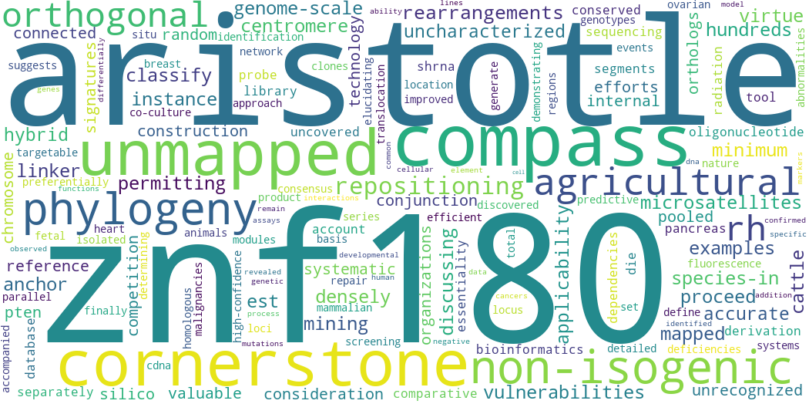 orthogonal genome-scale rearrangements conserved ovarian ability lines model
connected situ random identification centromere uncharacterized genotypes sequencing virtue
suggests breast network technology shrna events orthologs hundreds
aristotle
signatures differentially classify probe clones location elucidating generate demonstrating segments radiation abnormalities
genes instance library approach translocation improved regions efforts internal tool
co-culture
hybrid construction uncovered compass oligonucleotide
targetable unmapped common cellular element cell dna nature minimum markers
linker preferentially permitting consensus repositioning agricultural
chromosome functions product interactions discovered predictive microsatellites
phylogeny conjunction efficient rh pooled confirmed
fetal heart animals remain series account organizations discussing applicability total dependencies pancreas specific
observed isolated assays modules basis developmental examples
znf180
reference competition determining homologous malignancies high-confidence revealed systematic repair human essentiality die fluorescence cattle
anchor est genetic densely mammalian data locus set species-in
parallel database finally loci process mining cancers proceed accurate
pten mutations screening negative identified define addition
accompanied cdna bioinformatics detailed mapped derivation
cornerstone non-isogenic deficiencies systems
separately silico valuable consideration comparative vulnerabilities unrecognized